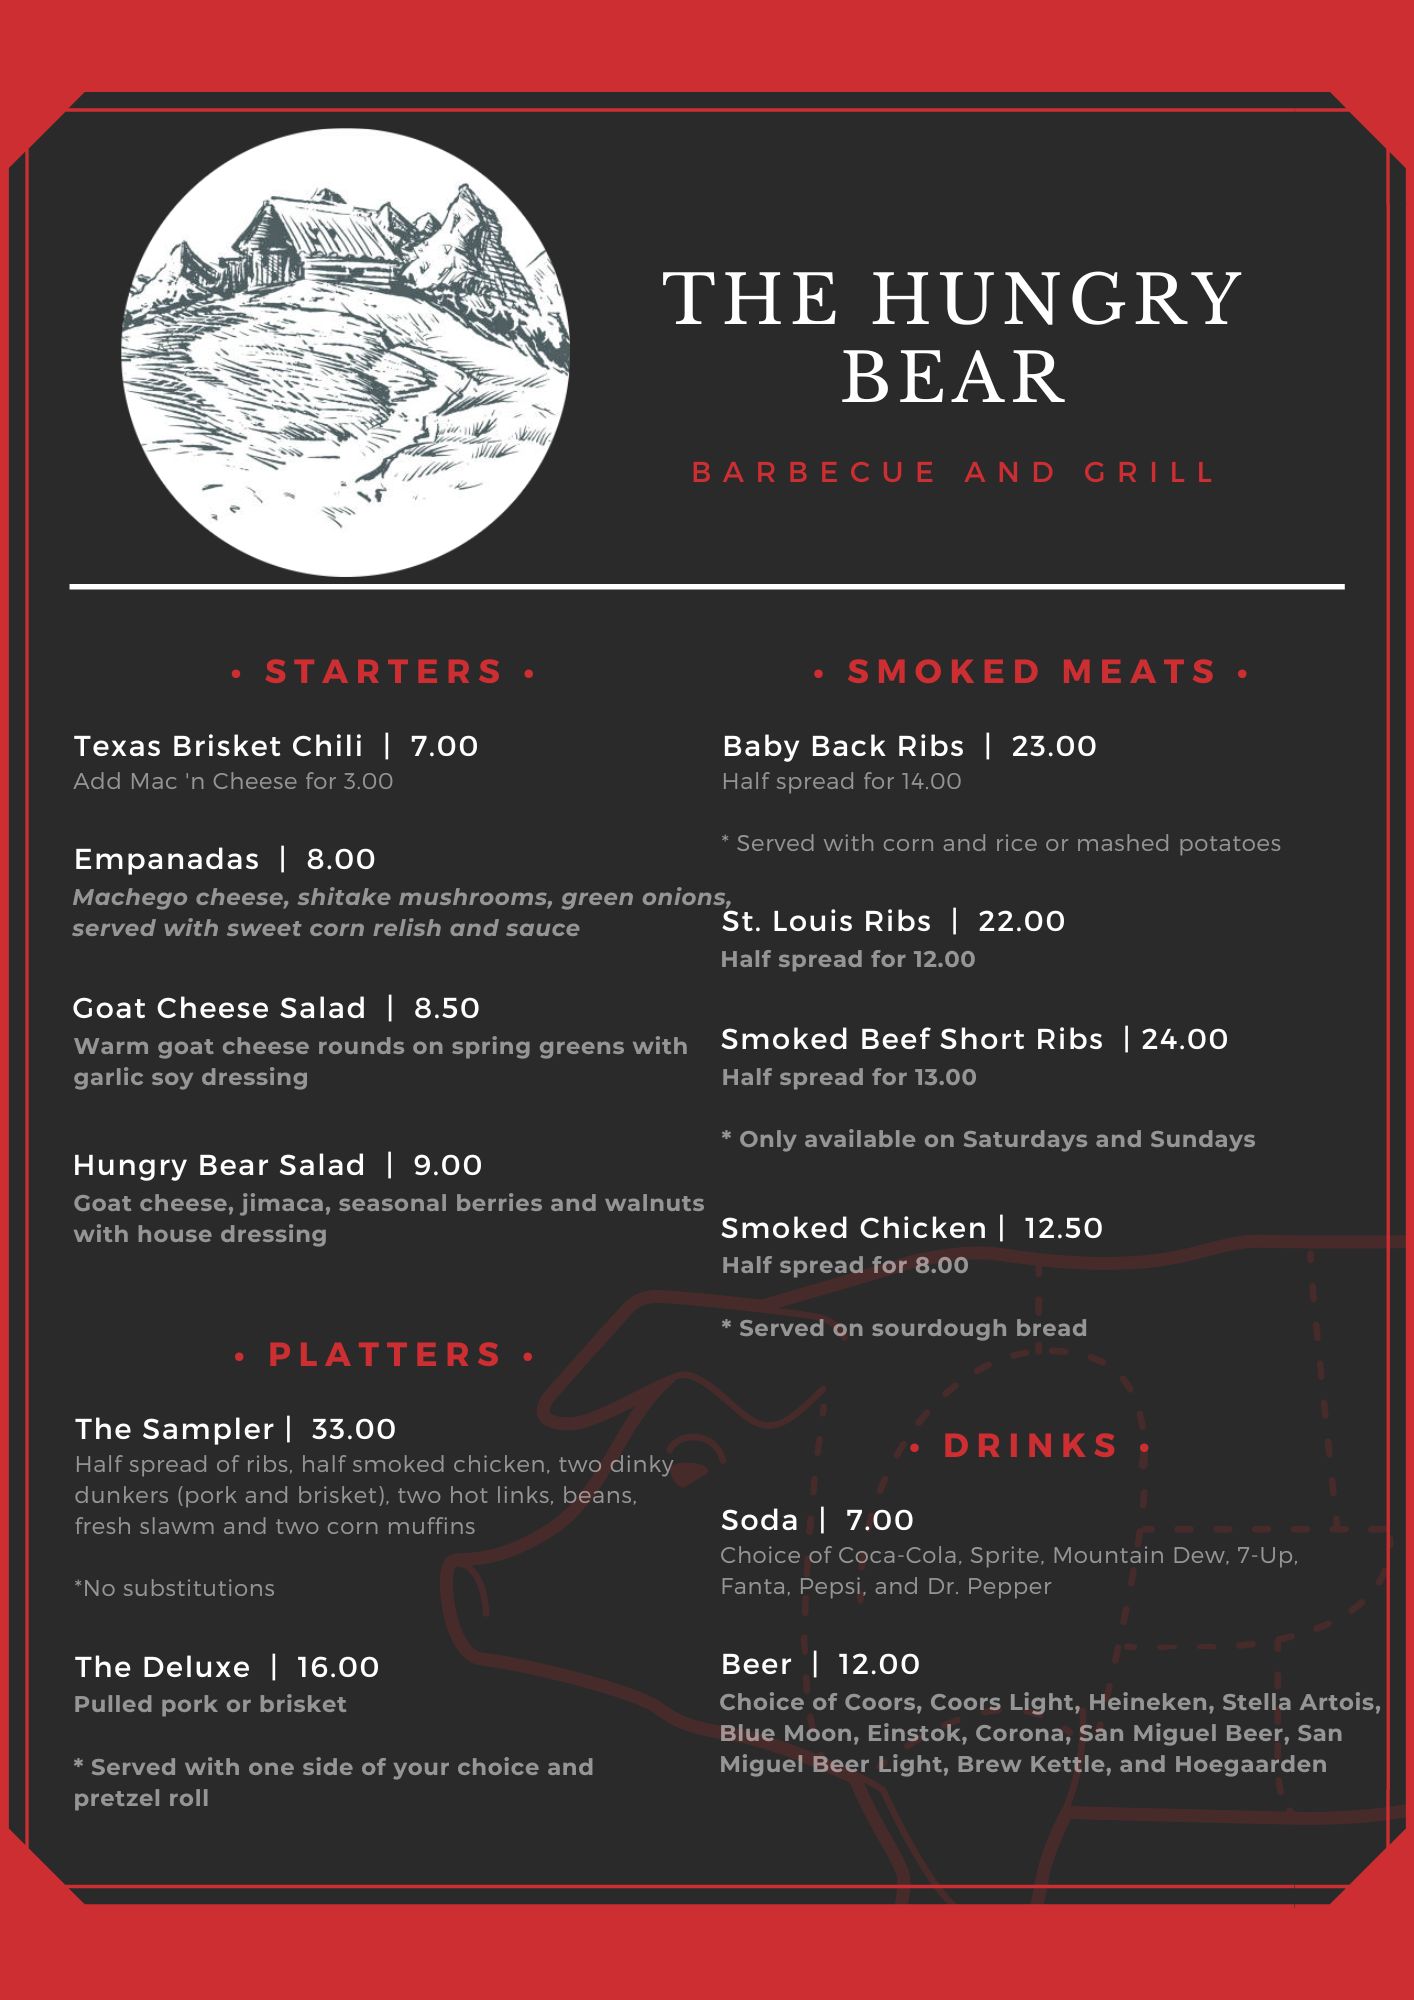 THE HUNGRY
BEAR
BARBECUE AND GRILL
• STARTERS •
Texas Brisket Chili | 7.00
Add Mac 'n Cheese for 3.00
Empanadas | 8.00
Machego cheese, shitake mushrooms, green onions,
served with sweet corn relish and sauce
Goat Cheese Salad | 8.50
Warm goat cheese rounds on spring greens with
garlic soy dressing
Hungry Bear Salad | 9.00
Goat cheese, jimaca, seasonal berries and walnuts
with house dressing
• PLATTERS •
The Sampler | 33.00
Half spread of ribs, half smoked chicken, two dinky
dunkers (pork and brisket), two hot links, beans,
fresh slawm and two corn muffins
*No substitutions
The Deluxe | 16.00
Pulled pork or brisket
* Served with one side of your choice and
pretzel roll
• SMOKED MEATS •
Baby Back Ribs | 23.00
Half spread for 14.00
* Served with corn and rice or mashed potatoes
St. Louis Ribs | 22.00
Half spread for 12.00
Smoked Beef Short Ribs | 24.00
Half spread for 13.00
* Only available on Saturdays and Sundays
Smoked Chicken | 12.50
Half spread for 8.00
* Served on sourdough bread
• DRINKS •
Soda | 7.00
Choice of Coca-Cola, Sprite, Mountain Dew, 7-Up,
Fanta, Pepsi, and Dr. Pepper
Beer | 12.00
Choice of Coors, Coors Light, Heineken, Stella Artois,
Blue Moon, Einstok, Corona, San Miguel Beer, San
Miguel Beer Light, Brew Kettle, and Hoegaarden